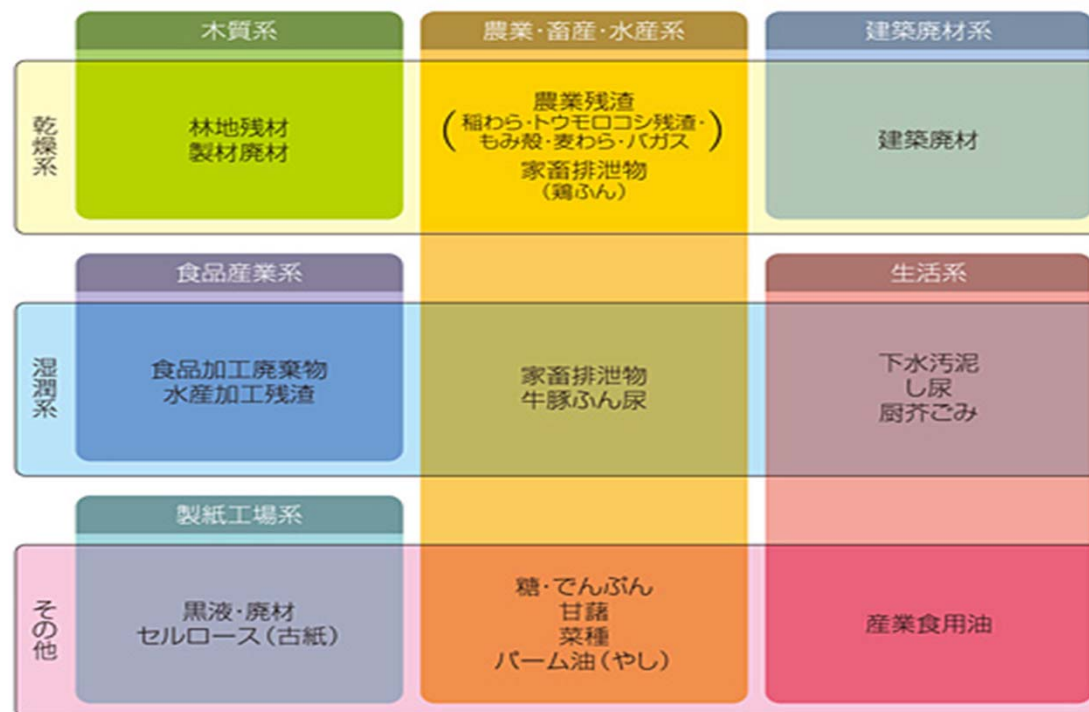 木質系
農業・畜産・水産系
建築廃材系
乾燥系
林地残材
製材廃材
農業残渣
(稲わら・トウモロコシ残渣・
もみ殻・麦わら・バガス)
家畜排泄物
(鶏ふん)
建築廃材
食品産業系
生活系
湿潤系
食品加工廃棄物
水産加工残渣
家畜排泄物
牛豚ふん尿
下水汚泥
し尿
厨芥ごみ
製紙工場系
その他
黒液・廃材
セルロース(古紙)
糖・でんぷん
甘藷
菜種
パーム油(やし)
産業食用油